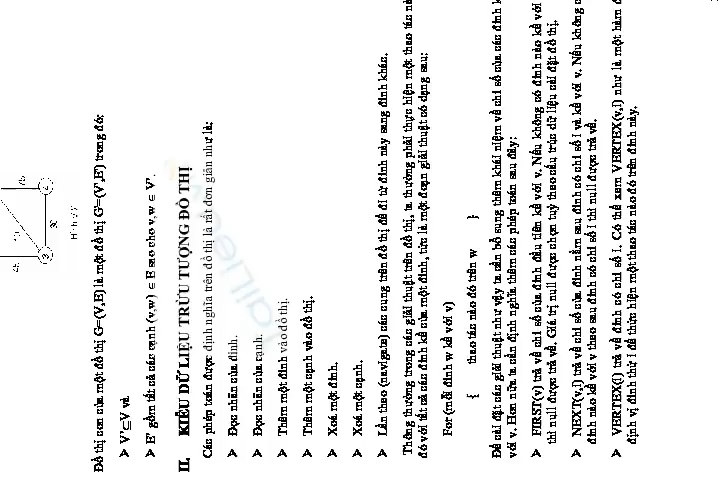 Đồ thị con của một đồ thị G=(V,E) là một đồ thị G'=(V',E') trong đó:
➤ V'⊆V và
➤ E' gồm tất cả các cạnh (v,w) ∈ E sao cho v,w ∈ V'.
II. KIỂU DỮ LIỆU TRỪU TƯỢNG ĐỒ THỊ
Các phép toán được định nghĩa trên đồ thị là rất đơn giản như là:
➤ Đọc nhãn của đỉnh.
➤ Đọc nhãn của cạnh.
➤ Thêm một đỉnh vào đồ thị.
➤ Thêm một cạnh vào đồ thị.
➤ Xoá một đỉnh.
➤ Xoá một cạnh.
➤ Lần theo (navigate) các cung trên đồ thị để đi từ đỉnh này sang đỉnh khác.
Thông thường trong các giải thuật trên đồ thị, ta thường phải thực hiện một thao tác
đó với tất cả các đỉnh kề của một đỉnh, tức là một đoạn giải thuật có dạng sau:
For (mỗi đỉnh w kề với v)
{ thao tác nào đó trên w }
Để cài đặt các giải thuật như vậy ta cần bổ sung thêm khái niệm về chỉ số của các đỉnh
với v. Hơn nữa ta cần định nghĩa thêm các phép toán sau đây:
➤ FIRST(v) trả về chỉ số của đỉnh đầu tiên kề với v. Nếu không có đỉnh nào kề với
thì null được trả về. Giá trị null được chọn tuỳ theo cấu trúc dữ liệu cài đặt đồ thị.
➤ NEXT(v,i) trả về chỉ số của đỉnh nằm sau đỉnh có chỉ số i và kề với v. Nếu không
đỉnh nào kề với v theo sau đỉnh có chỉ số i thì null được trả về.
➤ VERTEX(i) trả về đỉnh có chỉ số i. Có thể xem VERTEX(v,i) như là một hàm
định vị đỉnh thứ i để thực hiện một thao tác nào đó trên đỉnh này.